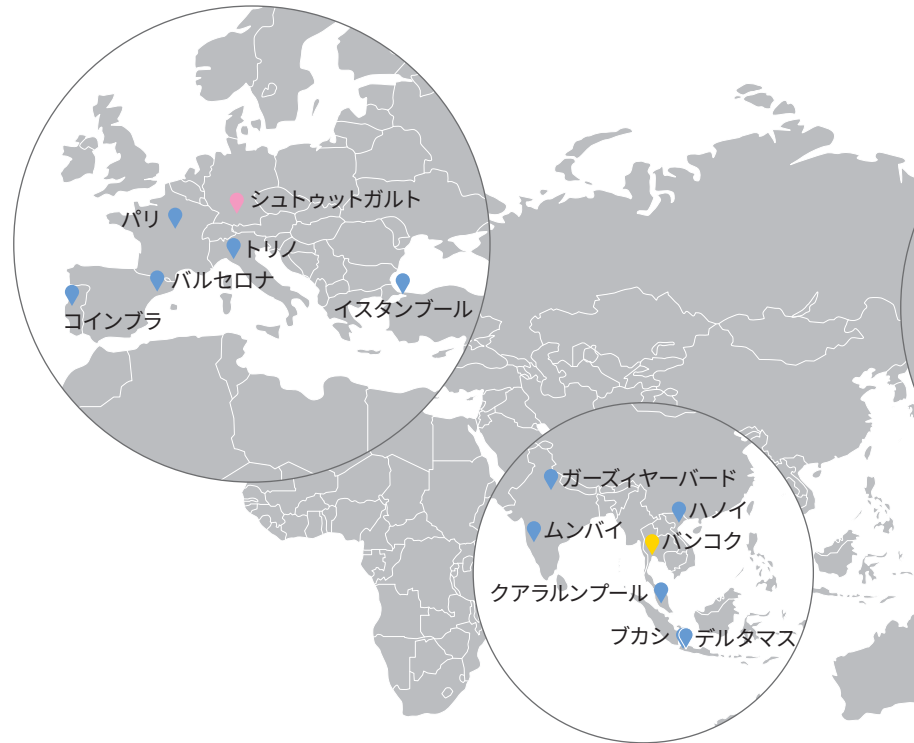 シュトゥットガルト
パリ
トリノ
バルセロナ
イスタンブール
コインブラ
ガーズィヤーバード
ハノイ
ムンバイ
バンコク
クアラルンプール
ブカシ
デルタマス